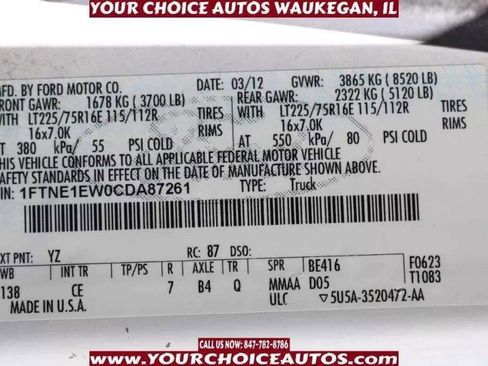 YOUR CHOICE AUTOS WAUKEGAN, IL
MFG. BY FORD MOTOR CO.
DATE: 03/12 GVWR: 3865 KG ( 8520 LB)
FRONT GAWR: 1678 KG ( 3700 LB) REAR GAWR: 2322 KG ( 5120 LB)
WITH LT225/75R16E 115/112R TIRES WITH LT225/75R16E 115/112R TIRES
16x7.0K RIMS 16x7.0K RIMS
AT 380 kPa/ 55 PSI COLD AT 550 kPa/ 80 PSI COLD
THIS VEHICLE CONFORMS TO ALL APPLICABLE FEDERAL MOTOR VEHICLE
SAFETY STANDARDS IN EFFECT ON THE DATE OF MANUFACTURE SHOWN ABOVE.
1FTNE1EW0CDA87261 TYPE: Truck
EXT PNT: YZ RC: 87 DSO:
WB INT TR TP/PS R AXLE TR SPR BE416 F0623
138 CE 7 B4 Q MMAA D05 T1083
MADE IN U.S.A. ULC ▽5U5A-3520472-AA
CALL US NOW: 847-782-8786
WWW.YOURCHOICEAUTOS.COM